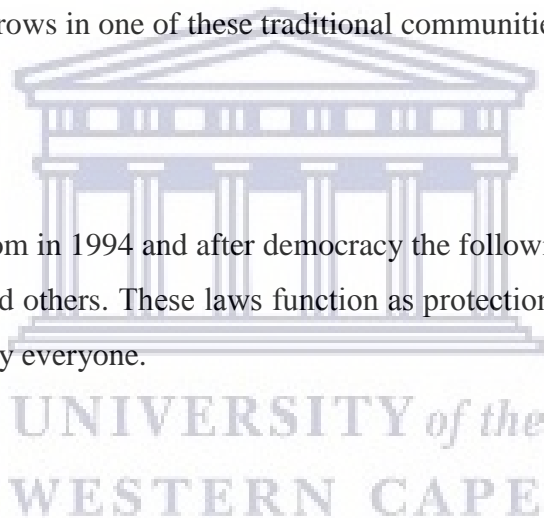 rows in one of these traditional communitie
om in 1994 and after democracy the follow
d others. These laws function as protection
y everyone.
UNIVERSITY of the
WESTERN CAPE